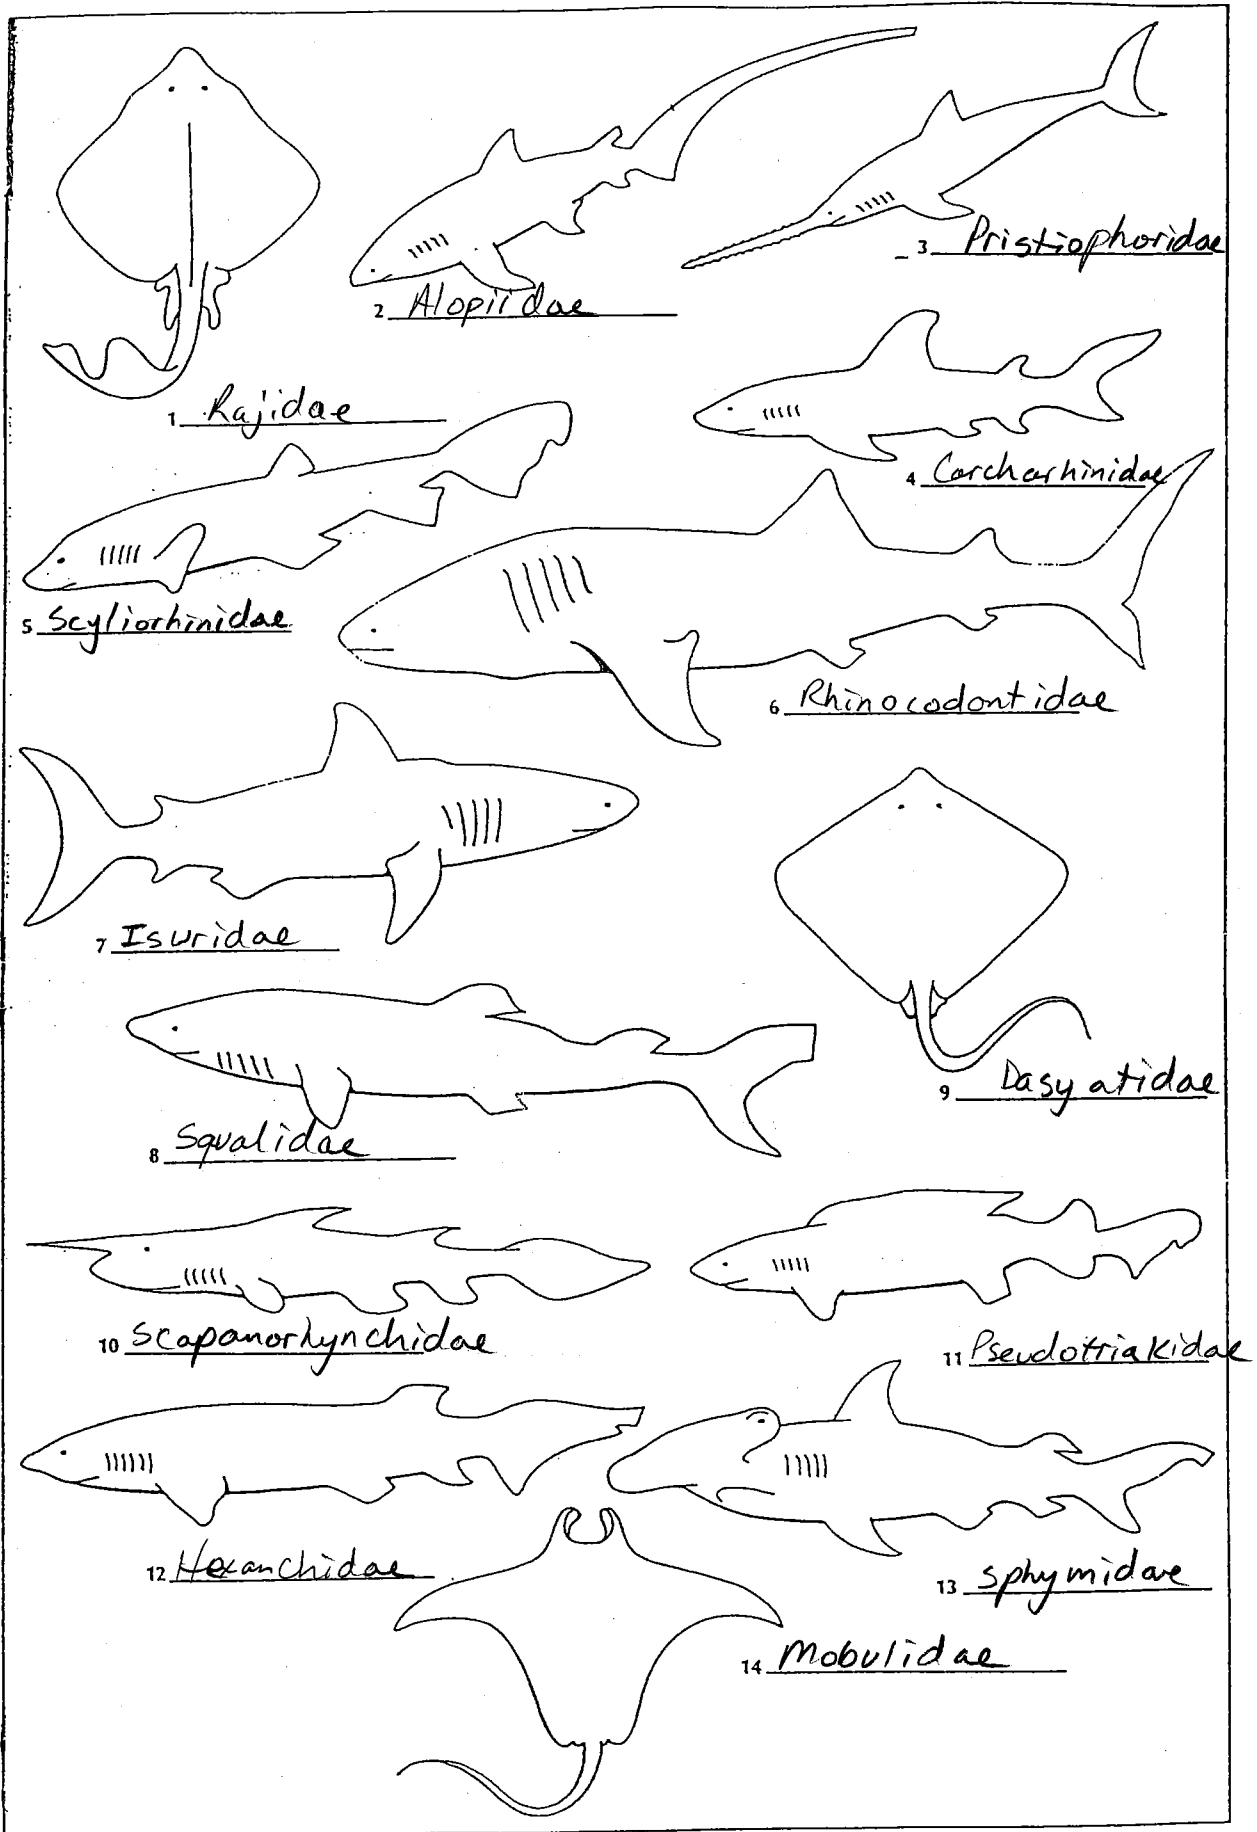 1 Rajidae
2 Alopiidae
3 Pristiophoridae
4 Carcharhinidae
5 Scyliorhinidae
6 Rhinocodontidae
7 Isuridae
8 Squalidae
9 Dasyatidae
10 Scapanorhynchidae
11 Pseudotriakidae
12 Hexanchidae
13 sphymidae
14 Mobulidae